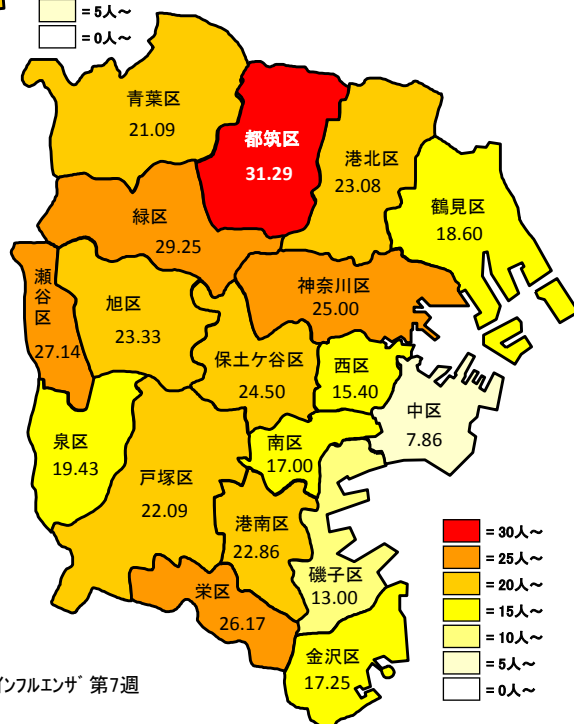 = 5人～
= 0人～
青葉区
21.09
都筑区
31.29
港北区
23.08
鶴見区
18.60
緑区
29.25
瀬谷区
27.14
旭区
23.33
神奈川区
25.00
保土ケ谷区
24.50
西区
15.40
中区
7.86
泉区
19.43
戸塚区
22.09
南区
17.00
港南区
22.86
磯子区
13.00
栄区
26.17
金沢区
17.25
= 30人～
= 25人～
= 20人～
= 15人～
= 10人～
= 5人～
= 0人～
インフルエンザ 第7週